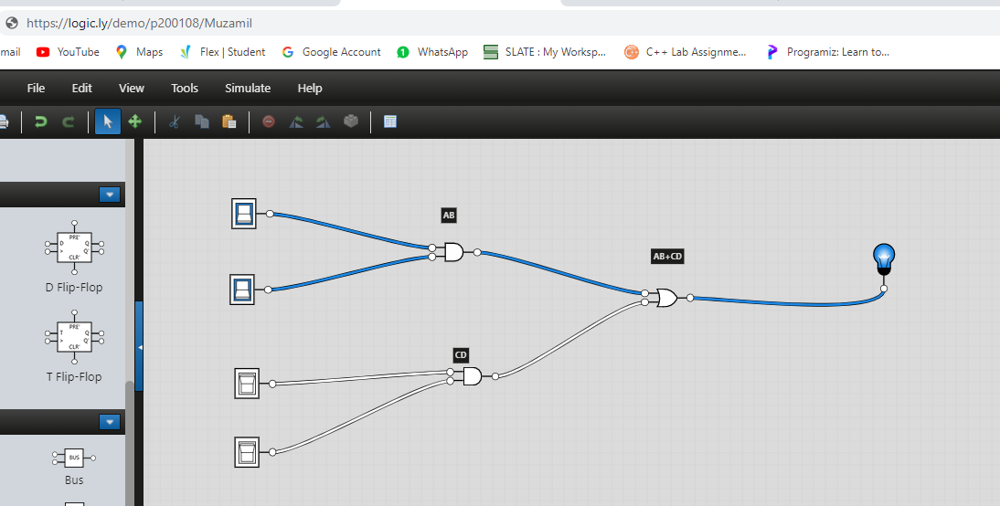 https://logic.ly/demo/p200108/Muzamil
mail YouTube Maps Flex | Student Google Account WhatsApp SLATE : My Worksp... C++ Lab Assignme... Programiz: Learn to...
File Edit View Tools Simulate Help
AB
AB+CD
CD
PRE'
D Q
> Q'
CLR'
D Flip-Flop
PRE'
T Q
> Q'
CLR'
T Flip-Flop
BUS
Bus